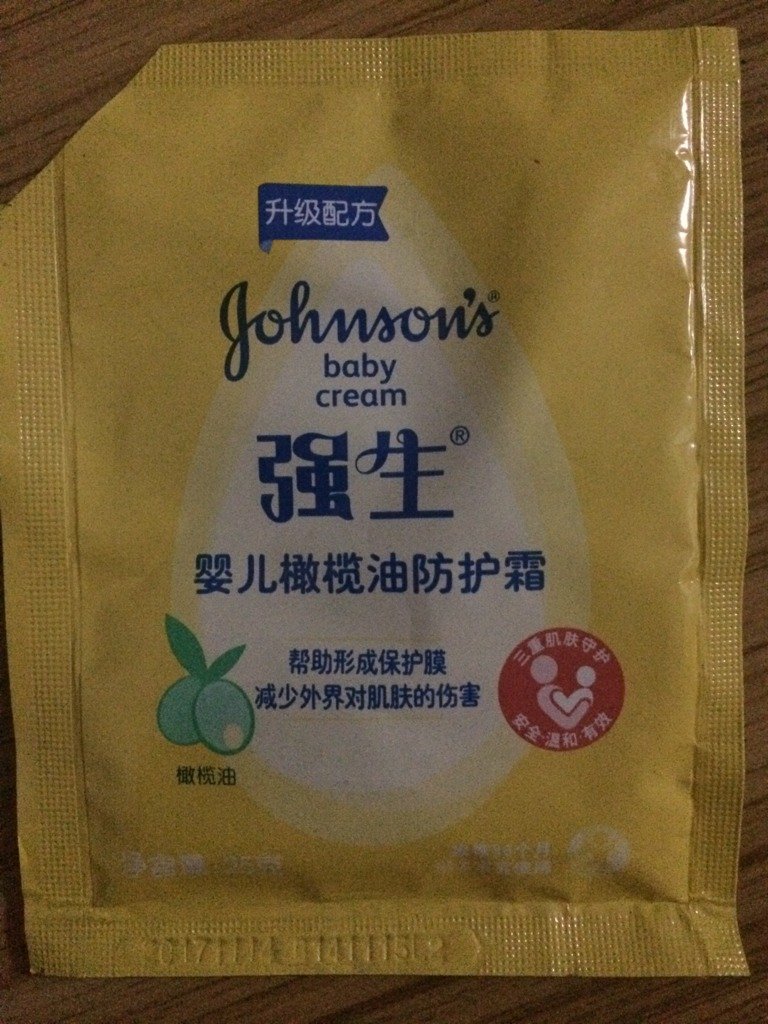 升级配方
Johnson's®
baby
cream
强生®
婴儿橄榄油防护霜
帮助形成保护膜
减少外界对肌肤的伤害
三重肌肤守护
安全·温和·有效
橄榄油